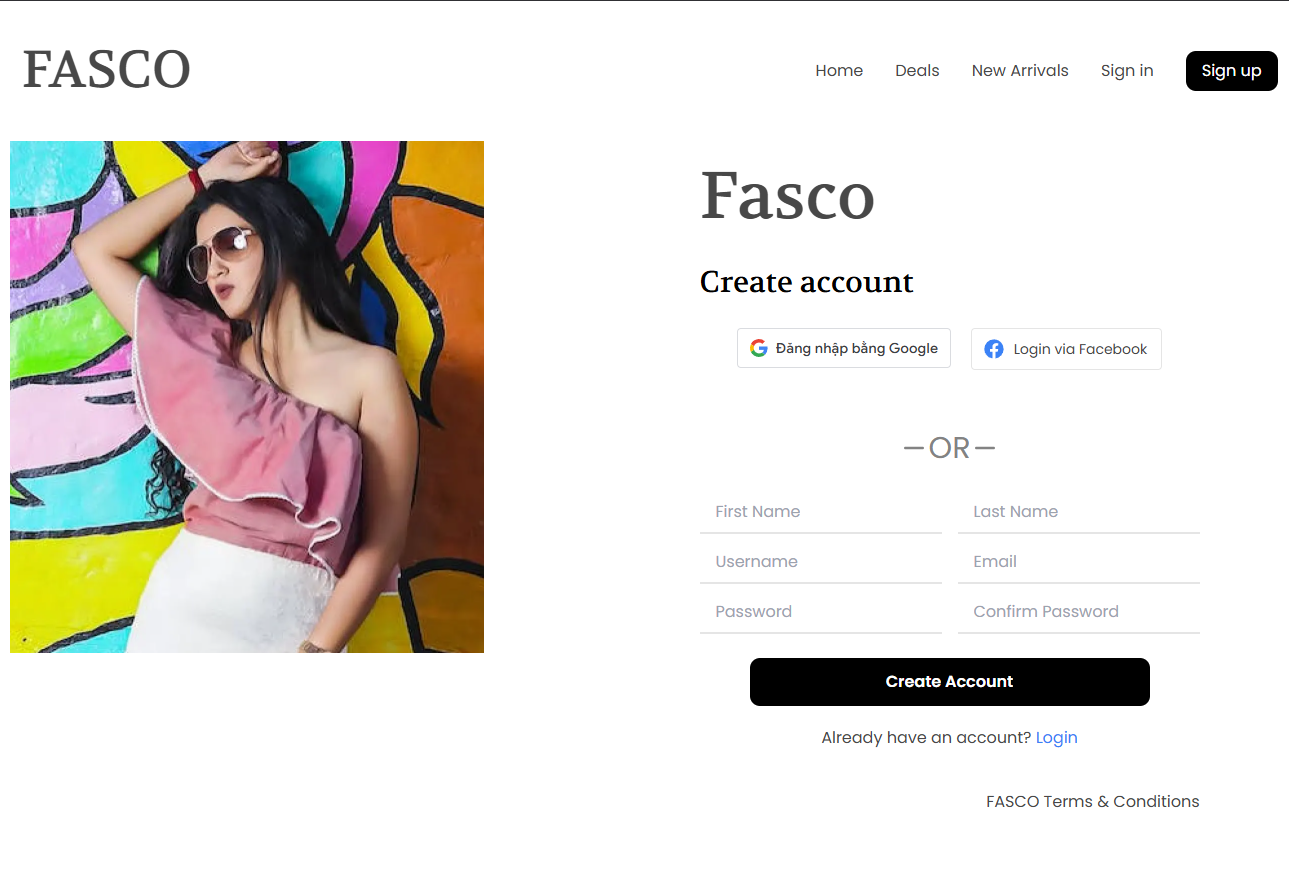 FASCO
Home Deals New Arrivals Sign in Sign up
Fasco
Create account
Đăng nhập bằng Google Login via Facebook
—OR—
First Name Last Name
Username Email
Password Confirm Password
Create Account
Already have an account? Login
FASCO Terms & Conditions